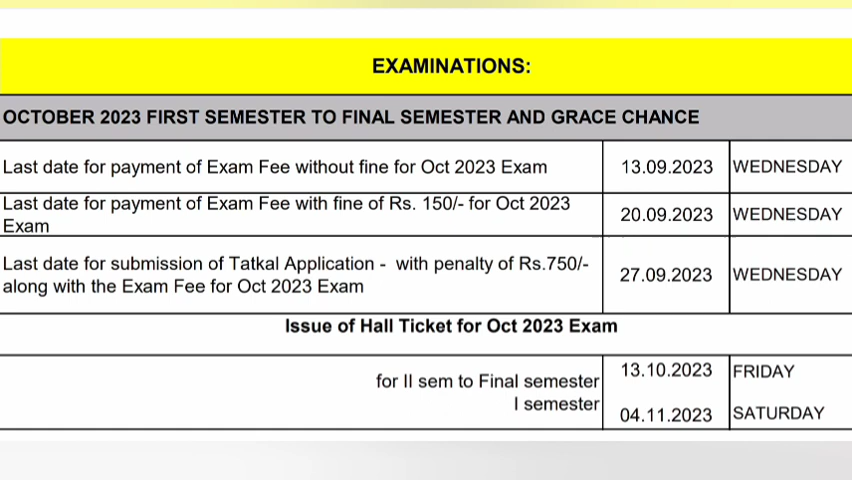 EXAMINATIONS:
OCTOBER 2023 FIRST SEMESTER TO FINAL SEMESTER AND GRACE CHANCE
Last date for payment of Exam Fee without fine for Oct 2023 Exam 13.09.2023 WEDNESDAY
Last date for payment of Exam Fee with fine of Rs. 150/- for Oct 2023
Exam 20.09.2023 WEDNESDAY
Last date for submission of Tatkal Application - with penalty of Rs.750/-
along with the Exam Fee for Oct 2023 Exam 27.09.2023 WEDNESDAY
Issue of Hall Ticket for Oct 2023 Exam
for II sem to Final semester 13.10.2023 FRIDAY
I semester 04.11.2023 SATURDAY